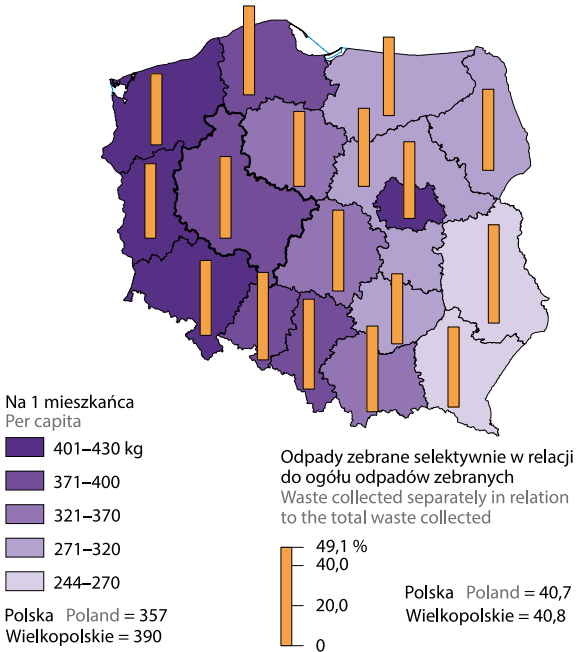 Na 1 mieszkańca
Per capita
401–430 kg
371–400
321–370
271–320
244–270
Polska Poland = 357
Wielkopolskie = 390
Odpady zebrane selektywnie w relacji
do ogółu odpadów zebranych
Waste collected separately in relation
to the total waste collected
49,1 %
40,0
20,0
0
Polska Poland = 40,7
Wielkopolskie = 40,8